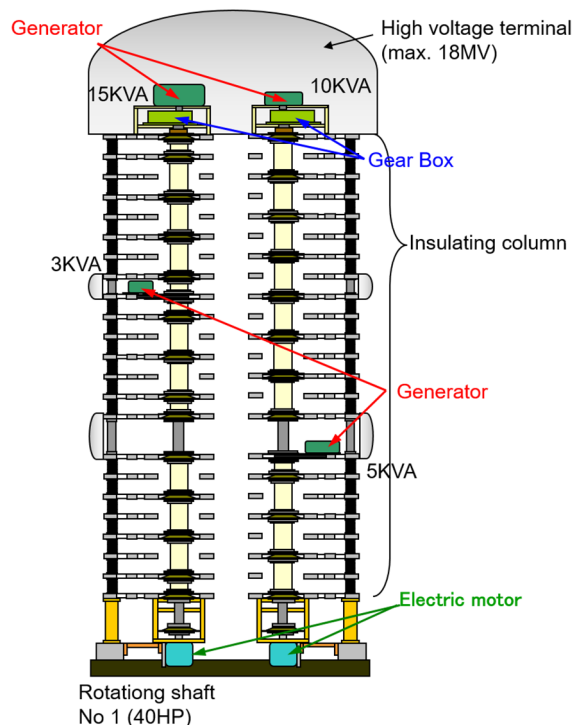 Generator
High voltage terminal
(max. 18MV)
15KVA
10KVA
Gear Box
Insulating column
3KVA
Generator
5KVA
Electric motor
Rotationg shaft
No 1 (40HP)